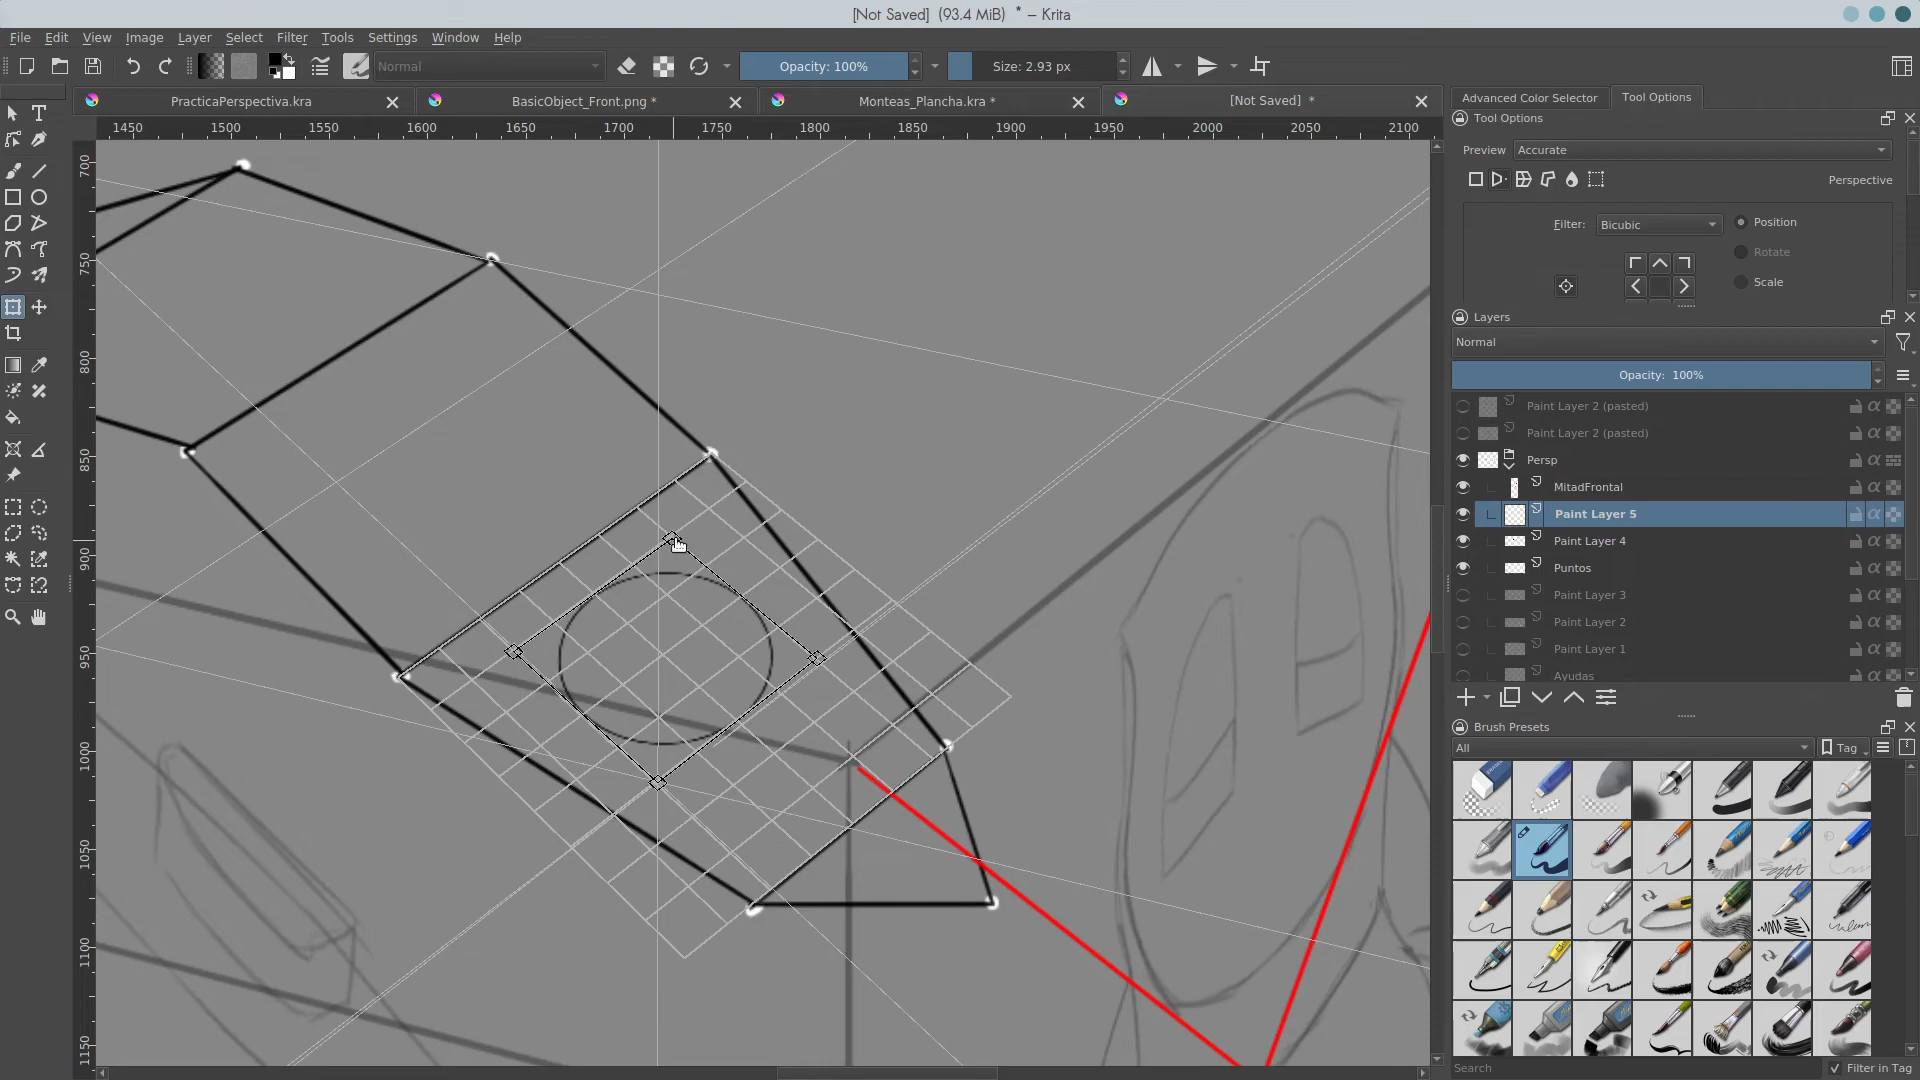 [Not Saved]  (93.4 MiB)  * – Krita
File Edit View Image Layer Select Filter Tools Settings Window Help
Normal Opacity: 100% Size: 2.93 px
PracticaPerspectiva.kra BasicObject_Front.png * Monteas_Plancha.kra * [Not Saved] *
Advanced Color Selector Tool Options
1450 1500 1550 1600 1650 1700 1750 1800 1850 1900 1950 2000 2050 2100
700
750
800
850
900
950
1000
1050
1100
1150
Tool Options
Preview Accurate
Perspective
Filter: Bicubic Position
Rotate
Scale
Layers
Normal
Opacity: 100%
Paint Layer 2 (pasted)
Paint Layer 2 (pasted)
Persp
MitadFrontal
Paint Layer 5
Paint Layer 4
Puntos
Paint Layer 3
Paint Layer 2
Paint Layer 1
Ayudas
Brush Presets
All Tag
Search Filter in Tag